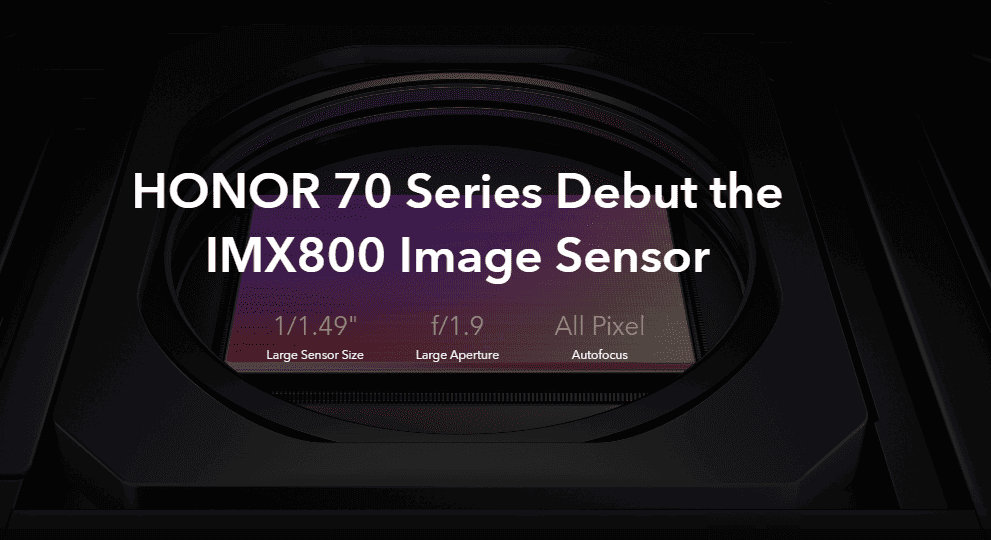 HONOR 70 Series Debut the
IMX800 Image Sensor
1/1.49" f/1.9 All Pixel
Large Sensor Size Large Aperture Autofocus